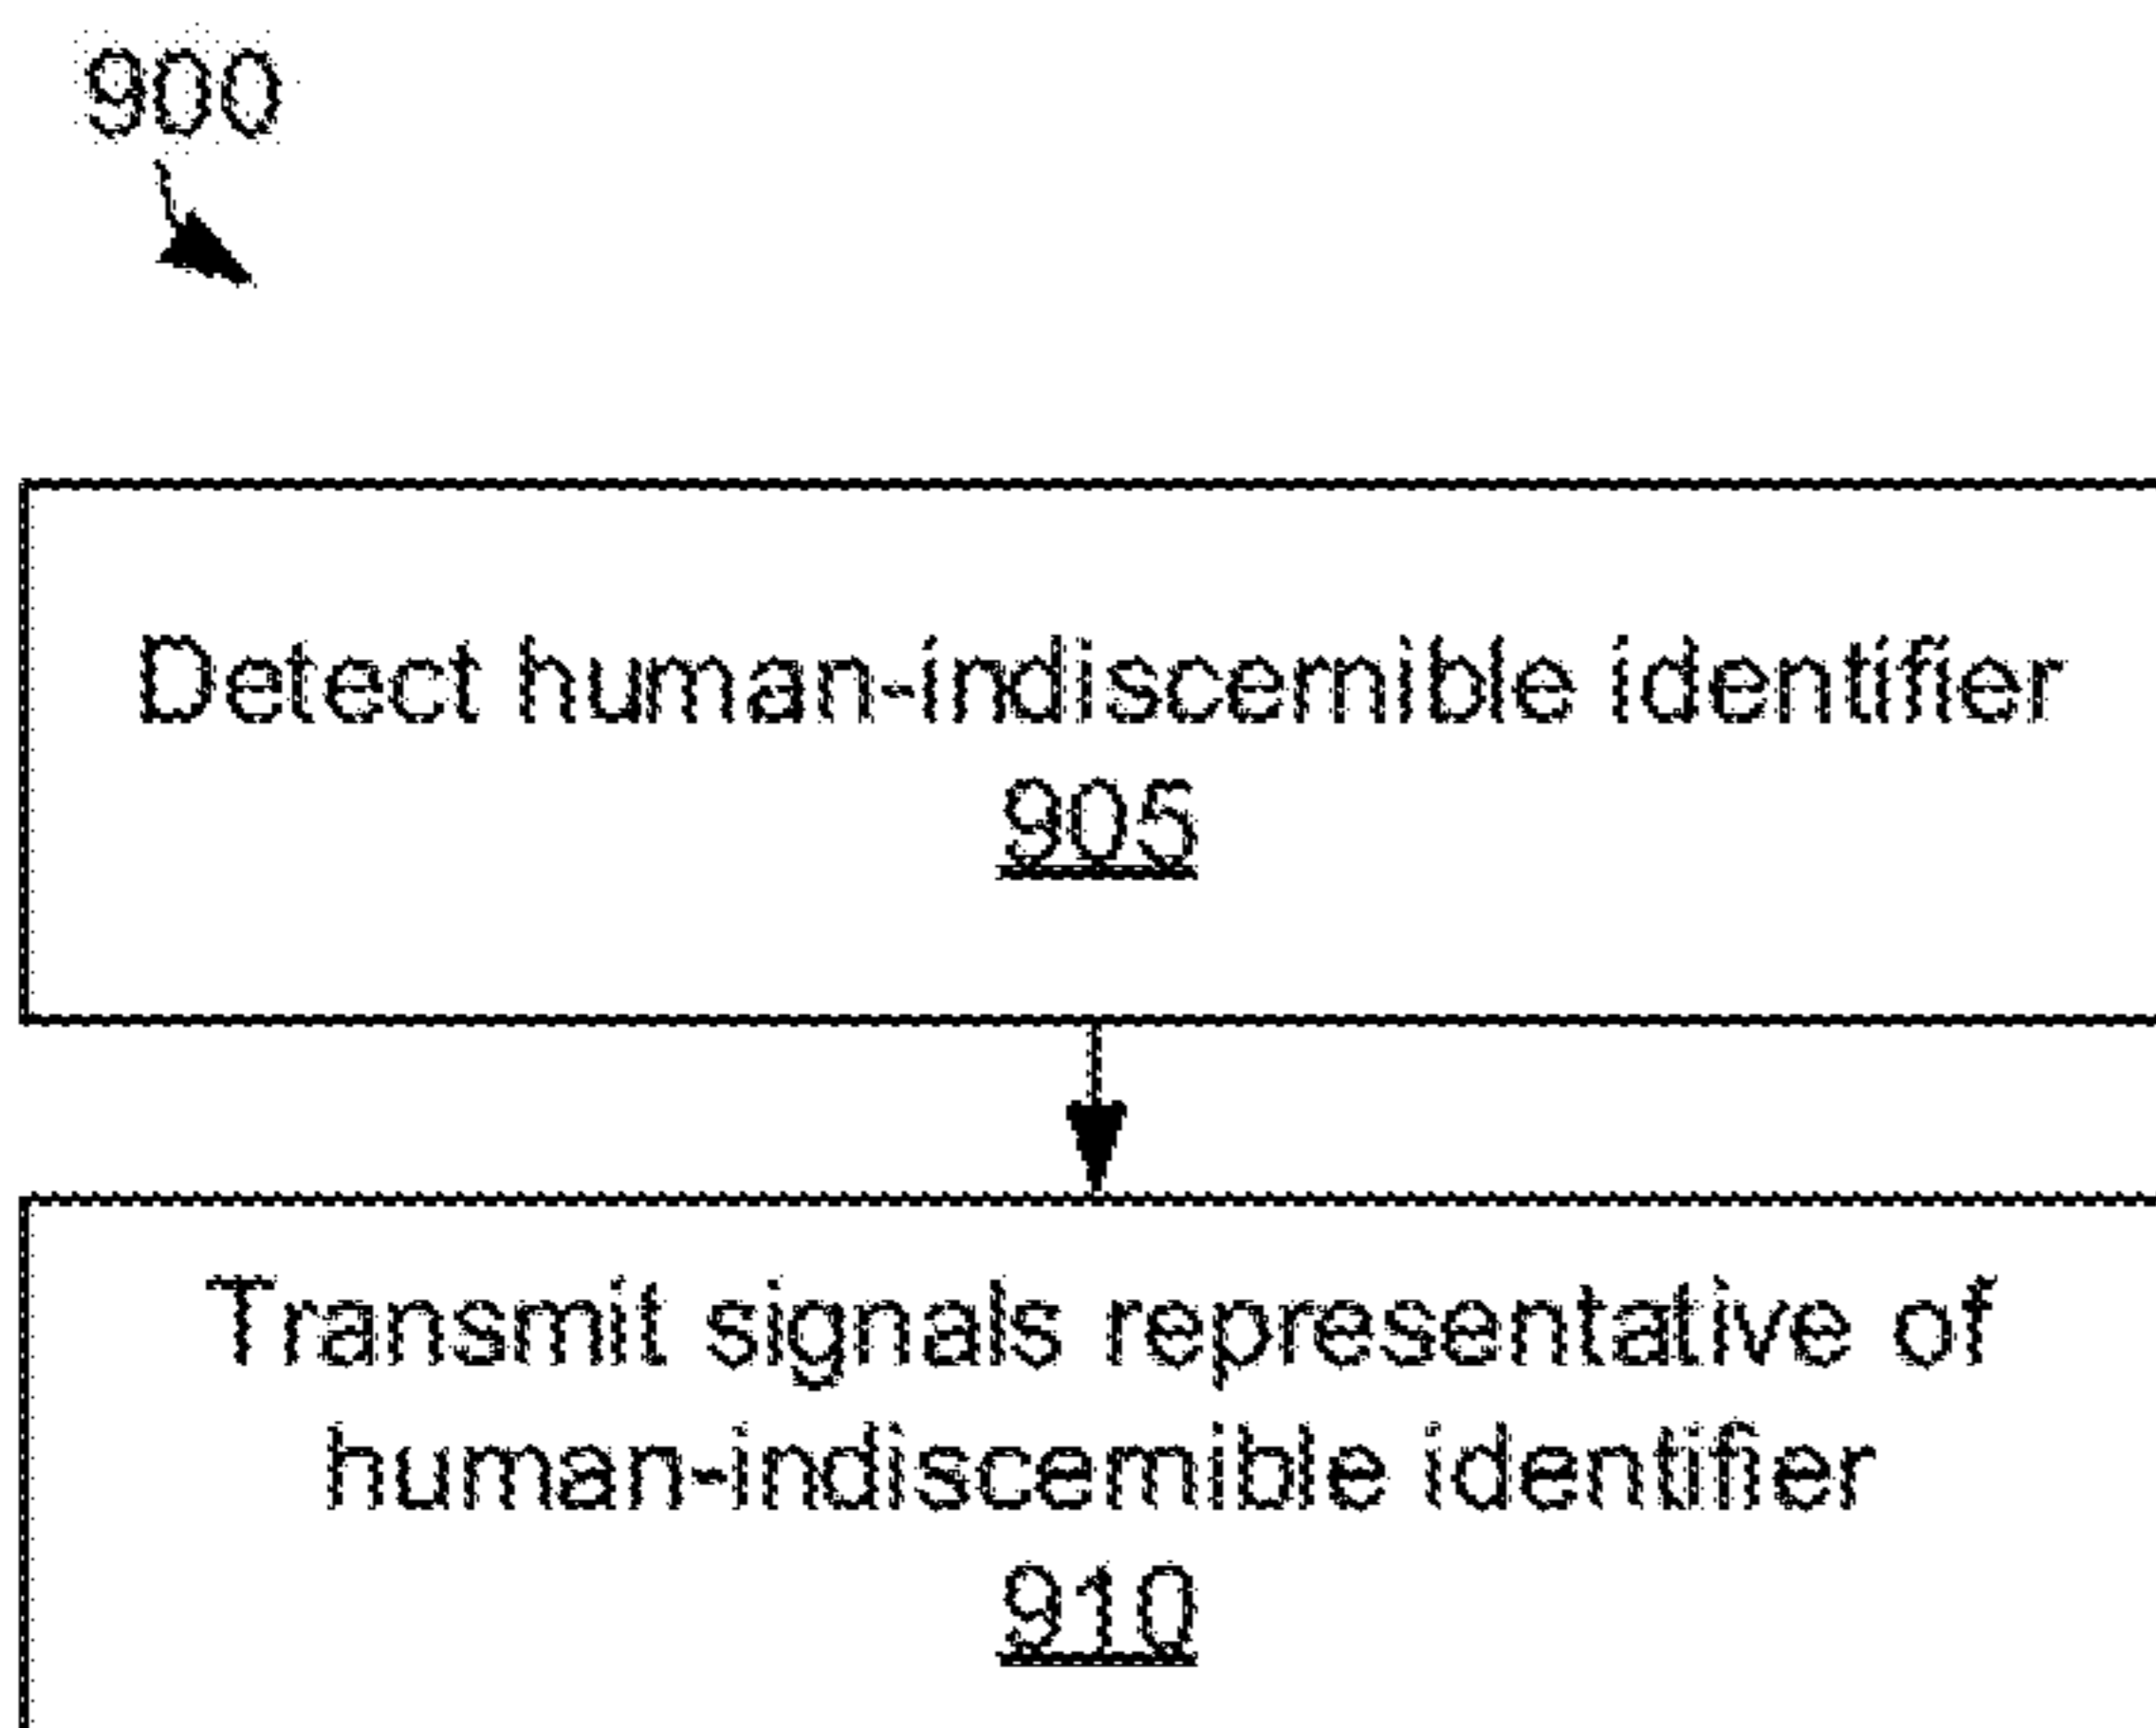 900
Detect human-indiscernible identifier
905
Transmit signals representative of
human-indiscernible identifier
910